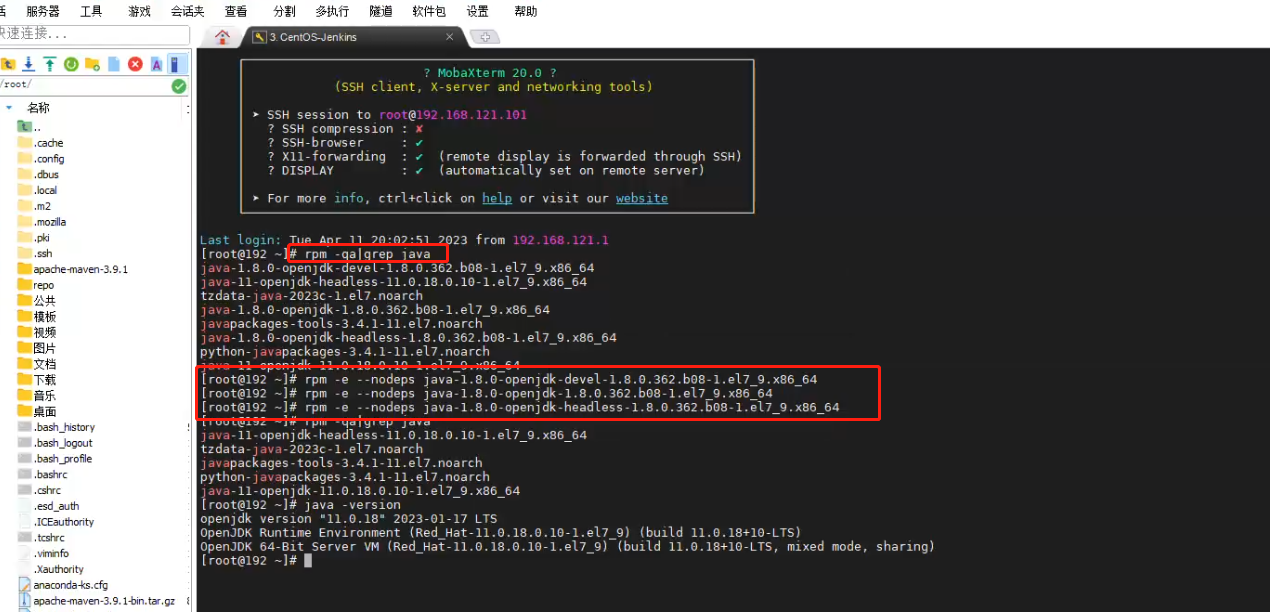 话 服务器 工具 游戏 会话夹 查看 分割 多执行 隧道 软件包 设置 帮助
快速连接...
3. CentOS-Jenkins
/root/
名称
..
.cache
.config
.dbus
.local
.m2
.mozilla
.pki
.ssh
apache-maven-3.9.1
repo
公共
模板
视频
图片
文档
下载
音乐
桌面
.bash_history
.bash_logout
.bash_profile
.bashrc
.cshrc
.esd_auth
.ICEauthority
.tcshrc
.viminfo
.Xauthority
anaconda-ks.cfg
apache-maven-3.9.1-bin.tar.gz
? MobaXterm 20.0 ?
(SSH client, X-server and networking tools)
➤ SSH session to root@192.168.121.101
? SSH compression : ✘
? SSH-browser : ✔
? X11-forwarding : ✔ (remote display is forwarded through SSH)
? DISPLAY : ✔ (automatically set on remote server)
➤ For more info, ctrl+click on help or visit our website
Last login: Tue Apr 11 20:02:51 2023 from 192.168.121.1
[root@192 ~]# rpm -qa|grep java
java-1.8.0-openjdk-devel-1.8.0.362.b08-1.el7_9.x86_64
java-11-openjdk-headless-11.0.18.0.10-1.el7_9.x86_64
tzdata-java-2023c-1.el7.noarch
java-1.8.0-openjdk-1.8.0.362.b08-1.el7_9.x86_64
javapackages-tools-3.4.1-11.el7.noarch
java-1.8.0-openjdk-headless-1.8.0.362.b08-1.el7_9.x86_64
python-javapackages-3.4.1-11.el7.noarch
java-11-openjdk-11.0.18.0.10-1.el7_9.x86_64
[root@192 ~]# rpm -e --nodeps java-1.8.0-openjdk-devel-1.8.0.362.b08-1.el7_9.x86_64
[root@192 ~]# rpm -e --nodeps java-1.8.0-openjdk-1.8.0.362.b08-1.el7_9.x86_64
[root@192 ~]# rpm -e --nodeps java-1.8.0-openjdk-headless-1.8.0.362.b08-1.el7_9.x86_64
[root@192 ~]# rpm -qa|grep java
java-11-openjdk-headless-11.0.18.0.10-1.el7_9.x86_64
tzdata-java-2023c-1.el7.noarch
javapackages-tools-3.4.1-11.el7.noarch
python-javapackages-3.4.1-11.el7.noarch
java-11-openjdk-11.0.18.0.10-1.el7_9.x86_64
[root@192 ~]# java -version
openjdk version "11.0.18" 2023-01-17 LTS
OpenJDK Runtime Environment (Red_Hat-11.0.18.0.10-1.el7_9) (build 11.0.18+10-LTS)
OpenJDK 64-Bit Server VM (Red_Hat-11.0.18.0.10-1.el7_9) (build 11.0.18+10-LTS, mixed mode, sharing)
[root@192 ~]#